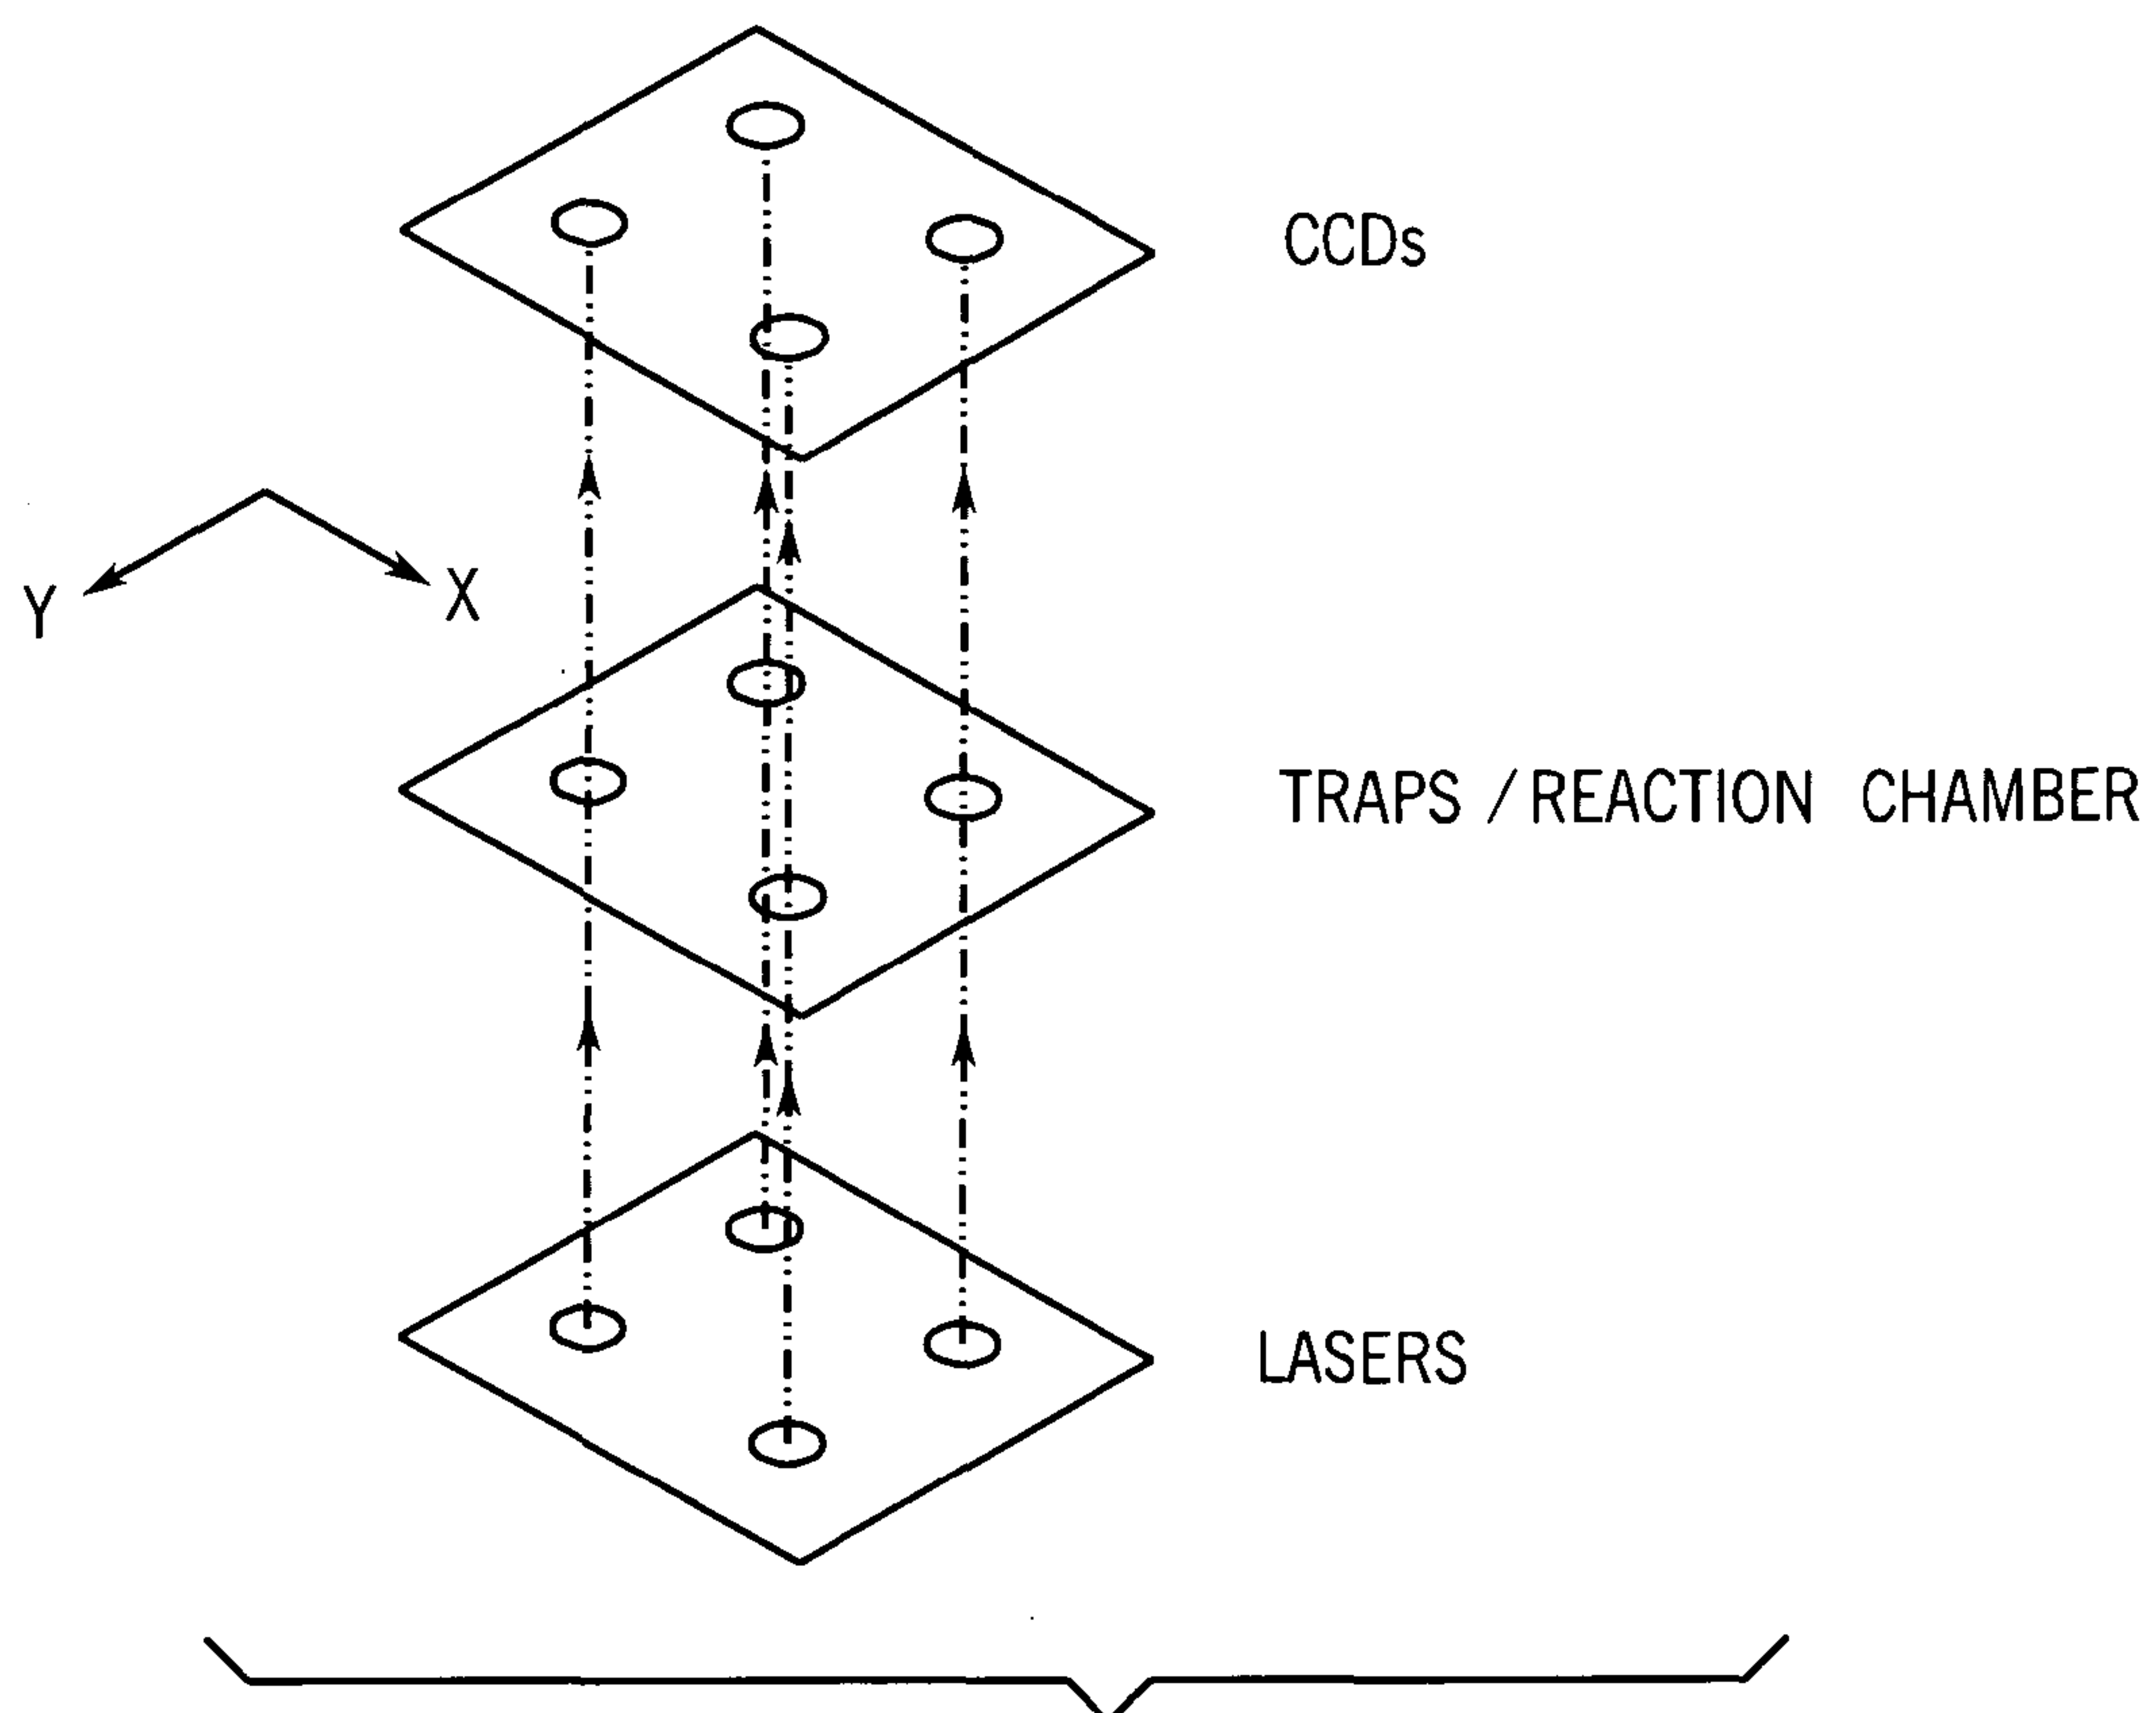 CCDs
Y
X
TRAPS / REACTION CHAMBER
LASERS